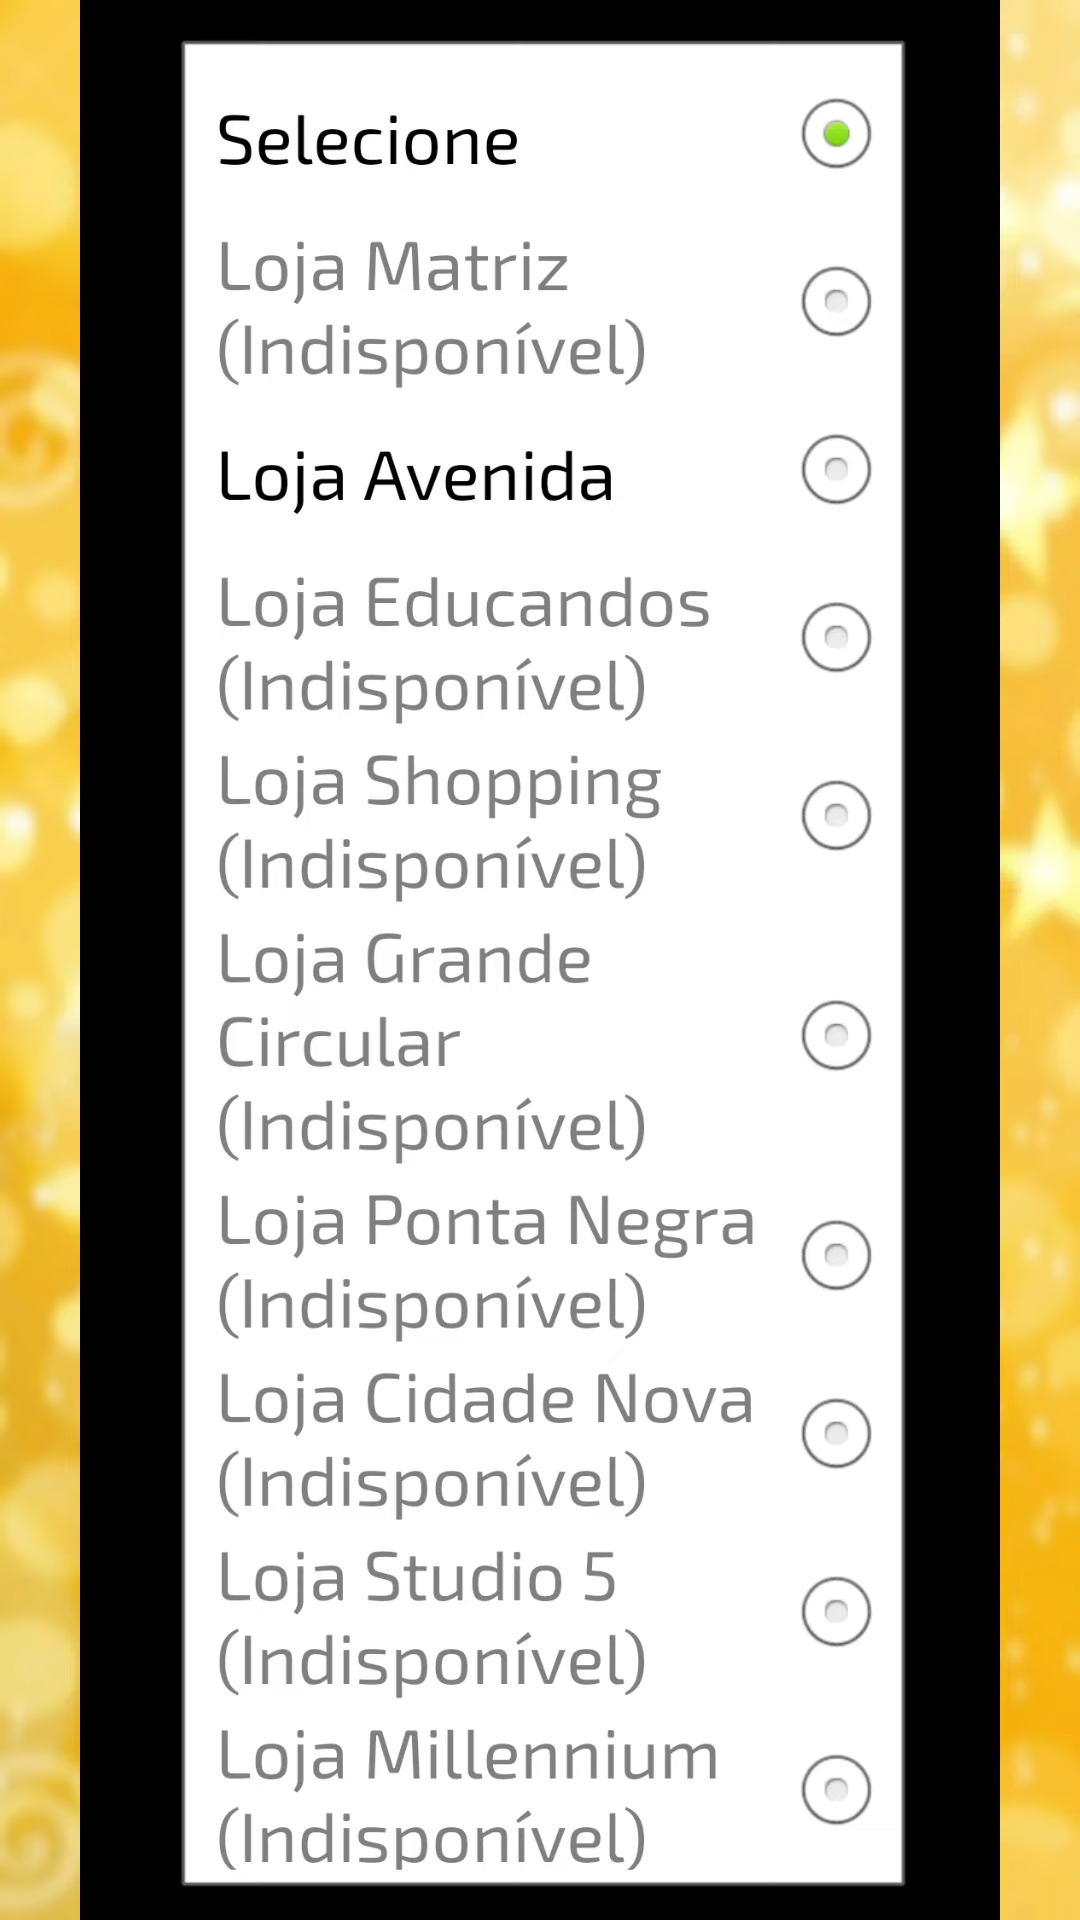 Selecione
Loja Matriz
(Indisponível)
Loja Avenida
Loja Educandos
(Indisponível)
Loja Shopping
(Indisponível)
Loja Grande
Circular
(Indisponível)
Loja Ponta Negra
(Indisponível)
Loja Cidade Nova
(Indisponível)
Loja Studio 5
(Indisponível)
Loja Millennium
(Indisponível)